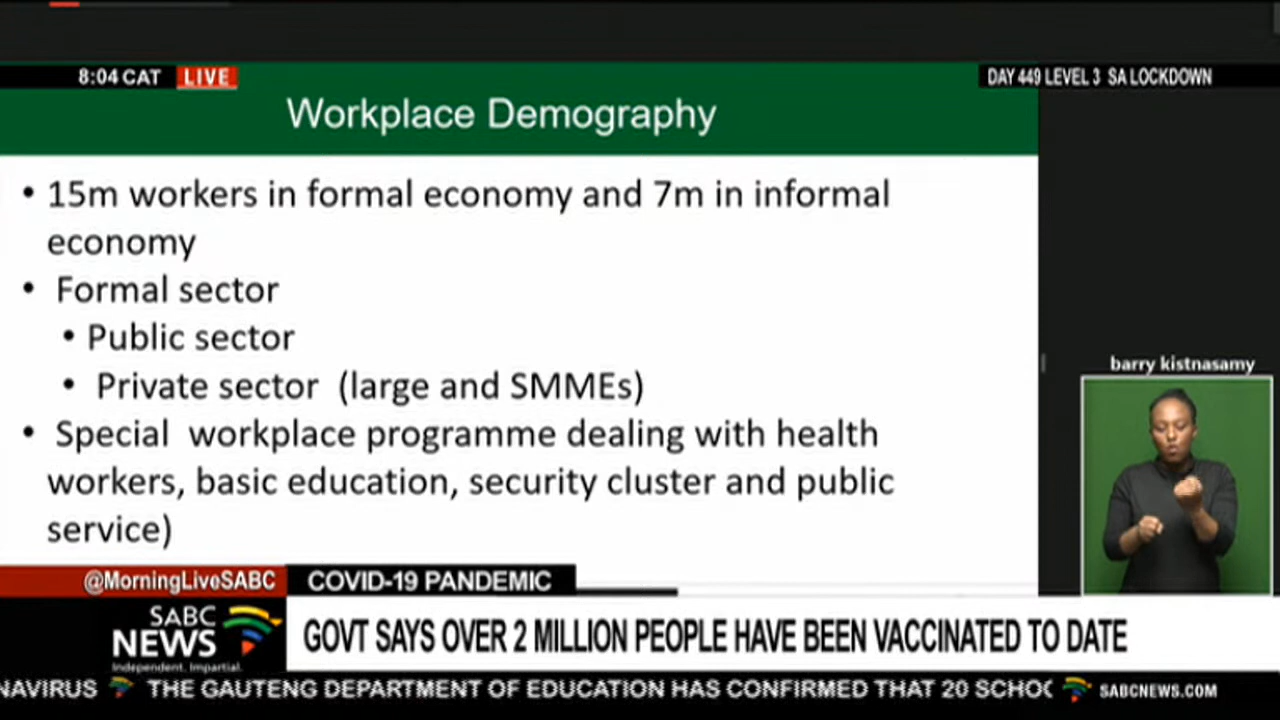 8:04 CAT LIVE
DAY 449 LEVEL 3 SA LOCKDOWN
Workplace Demography
• 15m workers in formal economy and 7m in informal
economy
• Formal sector
• Public sector
• Private sector (large and SMMEs)
• Special workplace programme dealing with health
workers, basic education, security cluster and public
service)
barry kistnasamy
@MorningLiveSABC
COVID-19 PANDEMIC
SABC
NEWS
Independent. Impartial.
GOVT SAYS OVER 2 MILLION PEOPLE HAVE BEEN VACCINATED TO DATE
NAVIRUS THE GAUTENG DEPARTMENT OF EDUCATION HAS CONFIRMED THAT 20 SCHO SABCNEWS.COM